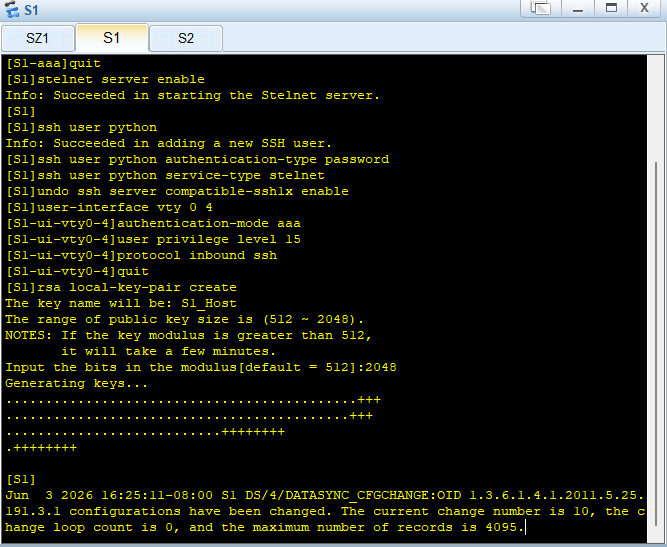 S1
SZ1 S1 S2
[S1-aaa]quit
[S1]stelnet server enable
Info: Succeeded in starting the Stelnet server.
[S1]
[S1]ssh user python
Info: Succeeded in adding a new SSH user.
[S1]ssh user python authentication-type password
[S1]ssh user python service-type stelnet
[S1]undo ssh server compatible-ssh1x enable
[S1]user-interface vty 0 4
[S1-ui-vty0-4]authentication-mode aaa
[S1-ui-vty0-4]user privilege level 15
[S1-ui-vty0-4]protocol inbound ssh
[S1-ui-vty0-4]quit
[S1]rsa local-key-pair create
The key name will be: S1_Host
The range of public key size is (512 ~ 2048).
NOTES: If the key modulus is greater than 512,
       it will take a few minutes.
Input the bits in the modulus[default = 512]:2048
Generating keys...
............................................+++
...........................................+++
...........................++++++++
.++++++++
[S1]
Jun  3 2026 16:25:11-08:00 S1 DS/4/DATASYNC_CFGCHANGE:OID 1.3.6.1.4.1.2011.5.25.
191.3.1 configurations have been changed. The current change number is 10, the c
hange loop count is 0, and the maximum number of records is 4095.